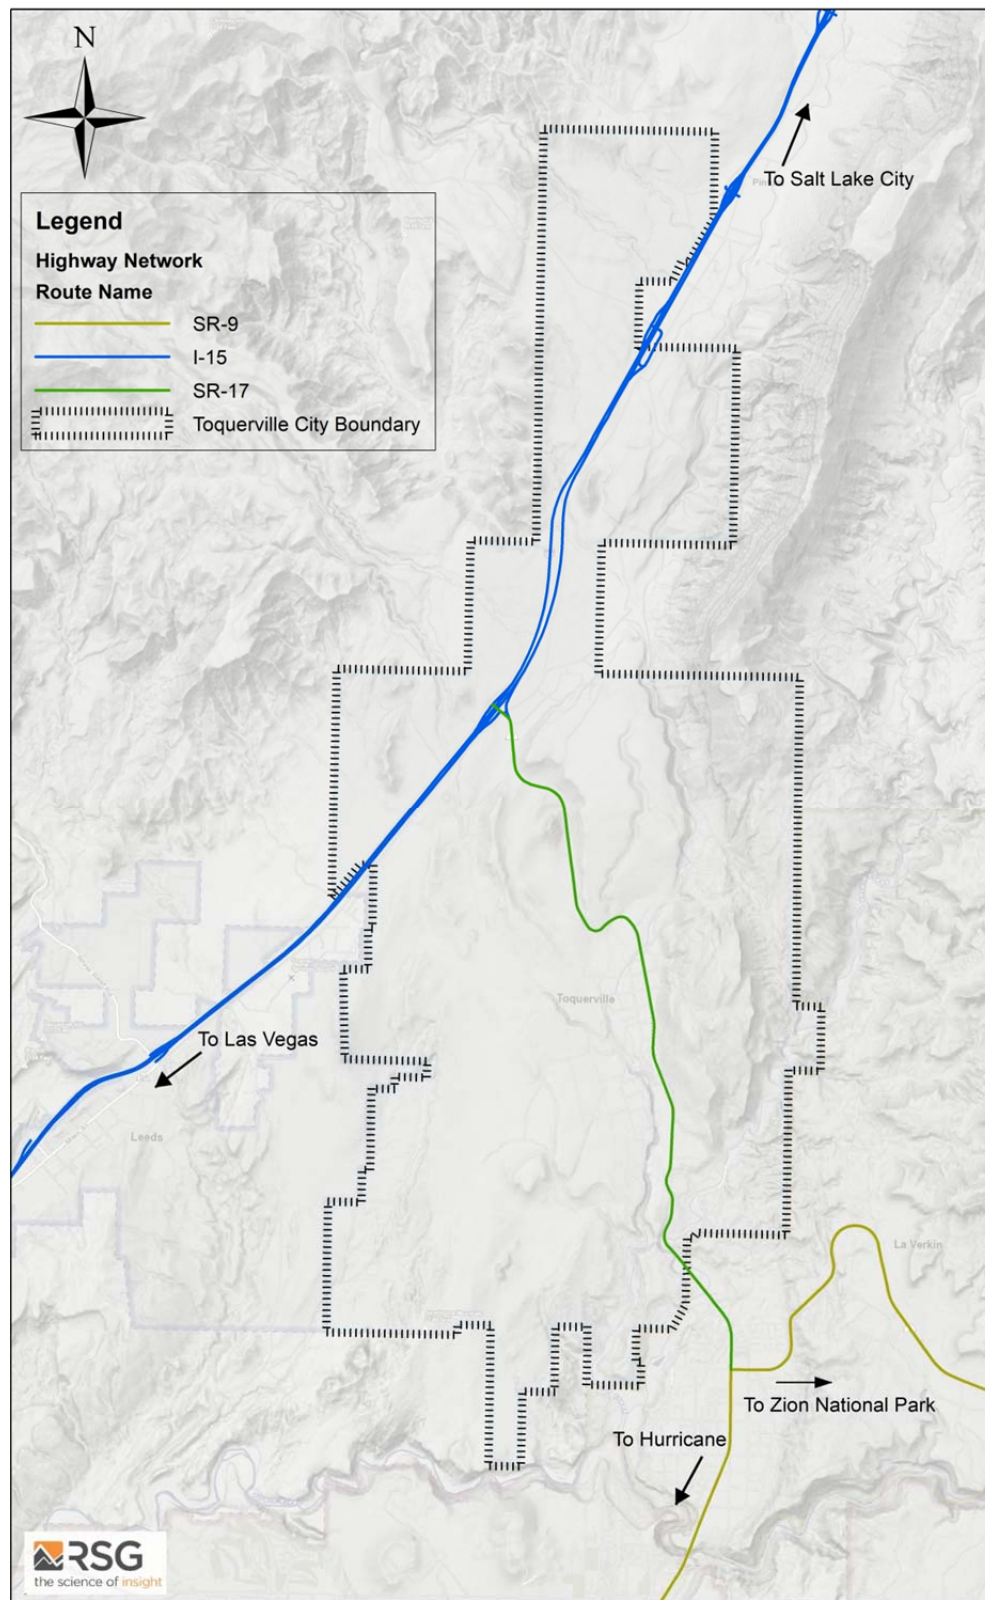 N
To Salt Lake City
Legend
Highway Network
Route Name
SR-9
I-15
SR-17
Toquerville City Boundary
Toquerville
To Las Vegas
Leeds
La Verkin
To Zion National Park
To Hurricane
RSG
the science of insight